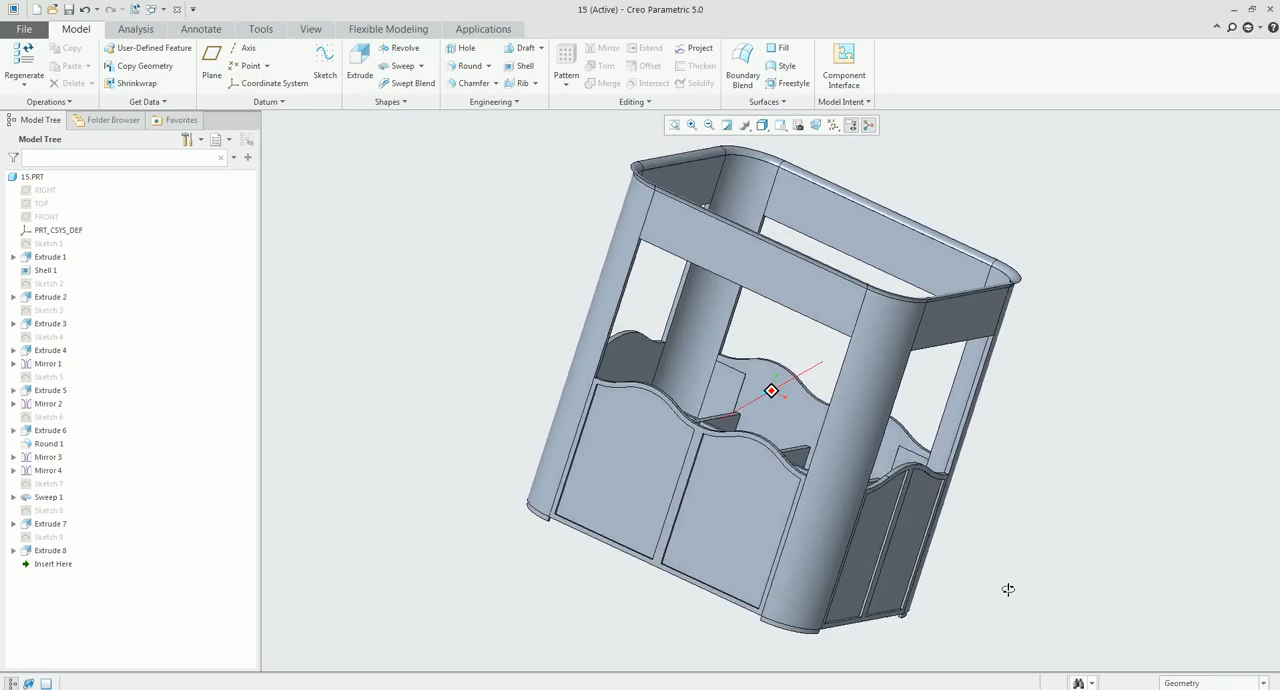 15 (Active) - Creo Parametric 5.0
File Model Analysis Annotate Tools View Flexible Modeling Applications
Regenerate
Copy
Paste
Delete
Operations
User-Defined Feature
Copy Geometry
Shrinkwrap
Get Data
Plane
Axis
Point
Coordinate System
Sketch
Datum
Extrude
Revolve
Sweep
Swept Blend
Shapes
Hole
Round
Chamfer
Draft
Shell
Rib
Engineering
Pattern
Mirror
Trim
Merge
Extend
Offset
Intersect
Project
Thicken
Solidify
Editing
Boundary
Blend
Fill
Style
Freestyle
Surfaces
Component
Interface
Model Intent
Model Tree Folder Browser Favorites
Model Tree
15.PRT
RIGHT
TOP
FRONT
PRT_CSYS_DEF
Sketch 1
Extrude 1
Shell 1
Sketch 2
Extrude 2
Sketch 3
Extrude 3
Sketch 4
Extrude 4
Mirror 1
Sketch 5
Extrude 5
Mirror 2
Sketch 6
Extrude 6
Round 1
Mirror 3
Mirror 4
Sketch 7
Sweep 1
Sketch 8
Extrude 7
Sketch 9
Extrude 8
Insert Here
Geometry